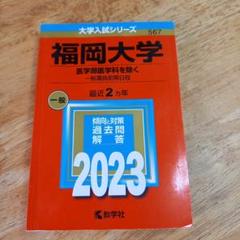 大学入試シリーズ
567
福岡大学
医学部医学科を除く
一般選抜前期日程
最近2カ年
一般
傾向と対策
過去問
解答
2023
教学社